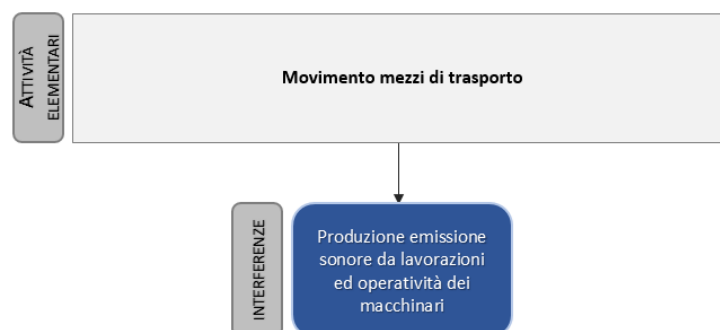 ATTIVITÀ
ELEMENTARI
Movimento mezzi di trasporto
INTERFERENZE
Produzione emissione
sonore da lavorazioni
ed operatività dei
macchinari